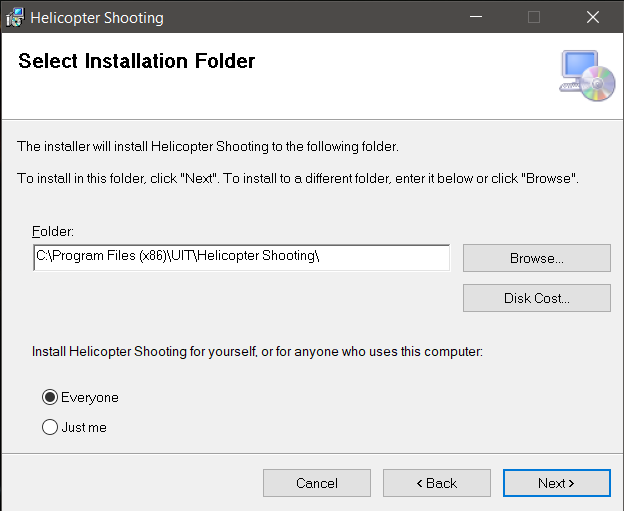 Helicopter Shooting
Select Installation Folder
The installer will install Helicopter Shooting to the following folder.
To install in this folder, click "Next". To install to a different folder, enter it below or click "Browse".
Folder:
C:\Program Files (x86)\UIT\Helicopter Shooting\
Browse...
Disk Cost...
Install Helicopter Shooting for yourself, or for anyone who uses this computer:
Everyone
Just me
Cancel
< Back
Next >